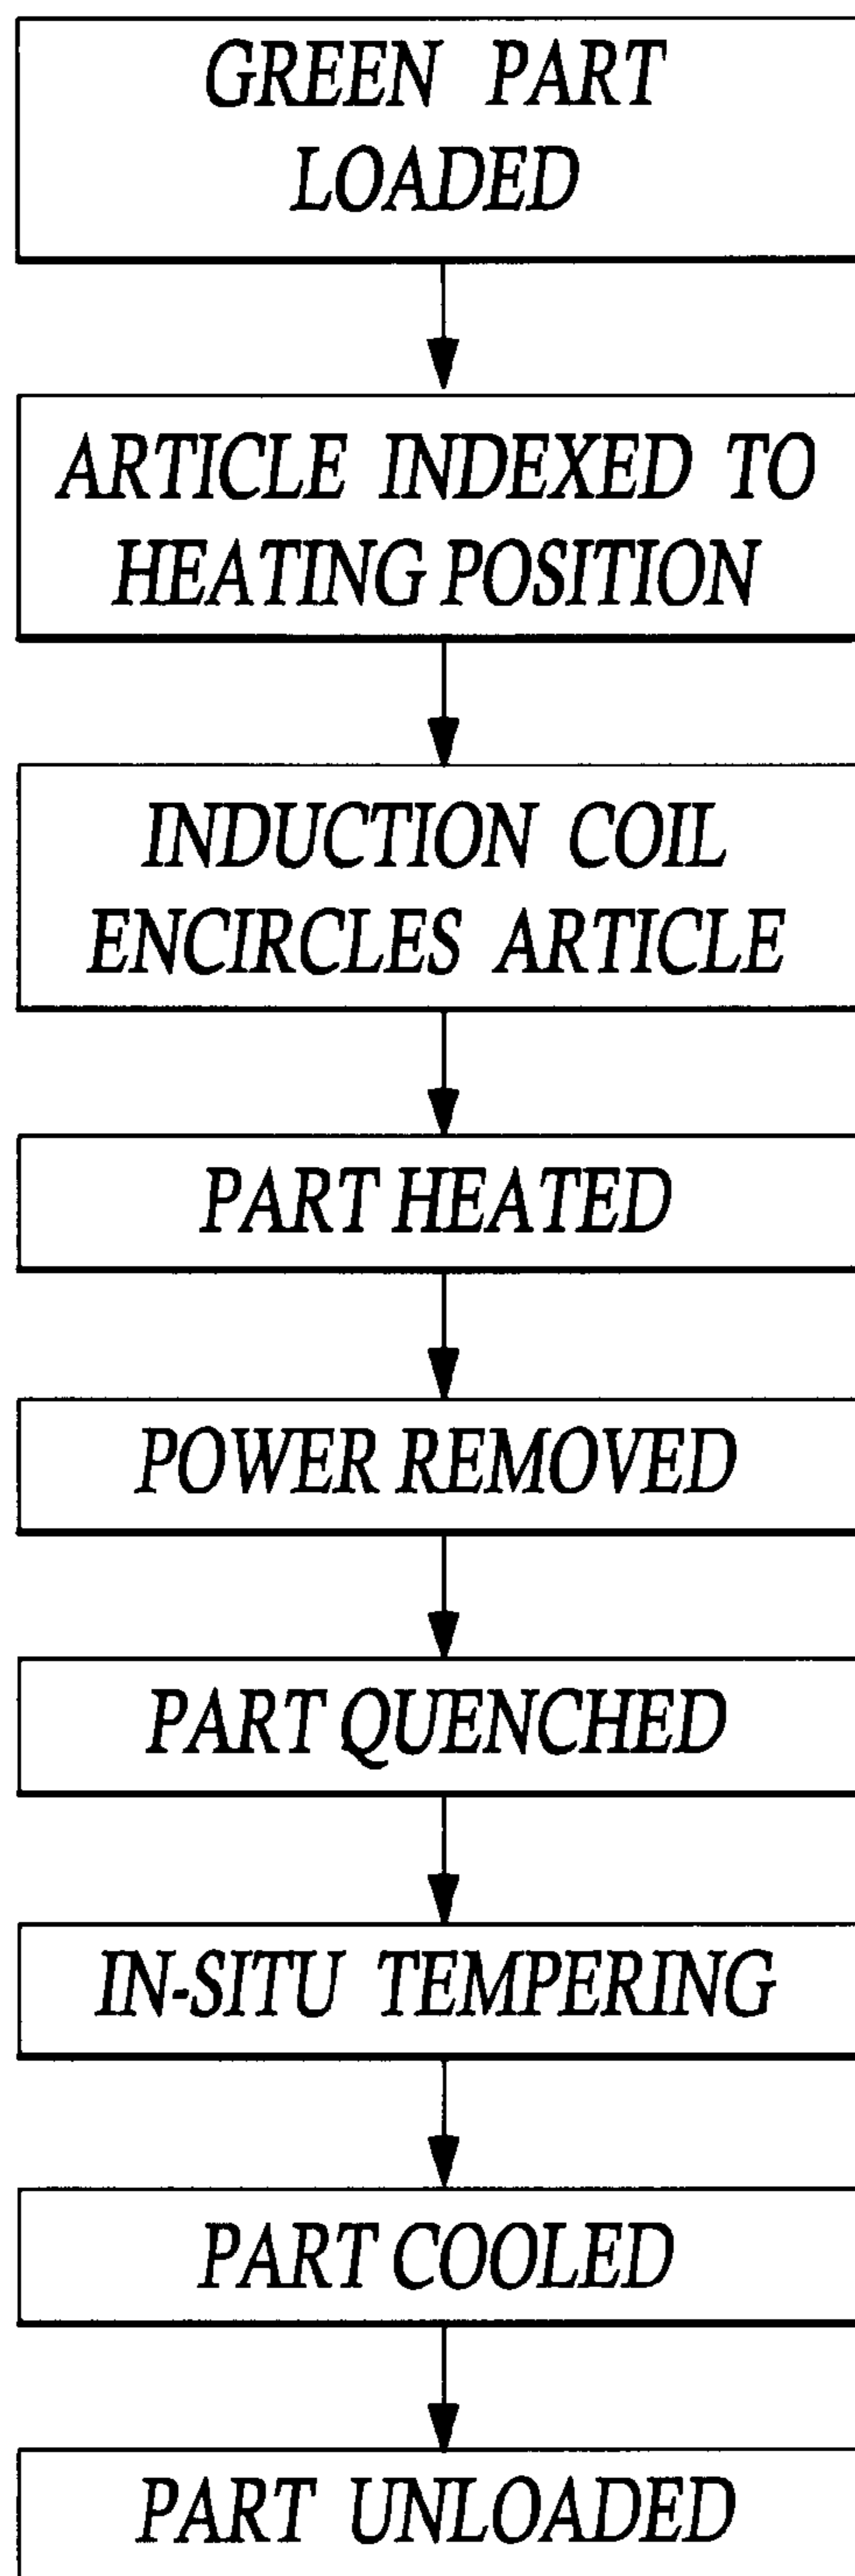 GREEN PART
LOADED
ARTICLE INDEXED TO
HEATING POSITION
INDUCTION COIL
ENCIRCLES ARTICLE
PART HEATED
POWER REMOVED
PART QUENCHED
IN-SITU TEMPERING
PART COOLED
PART UNLOADED